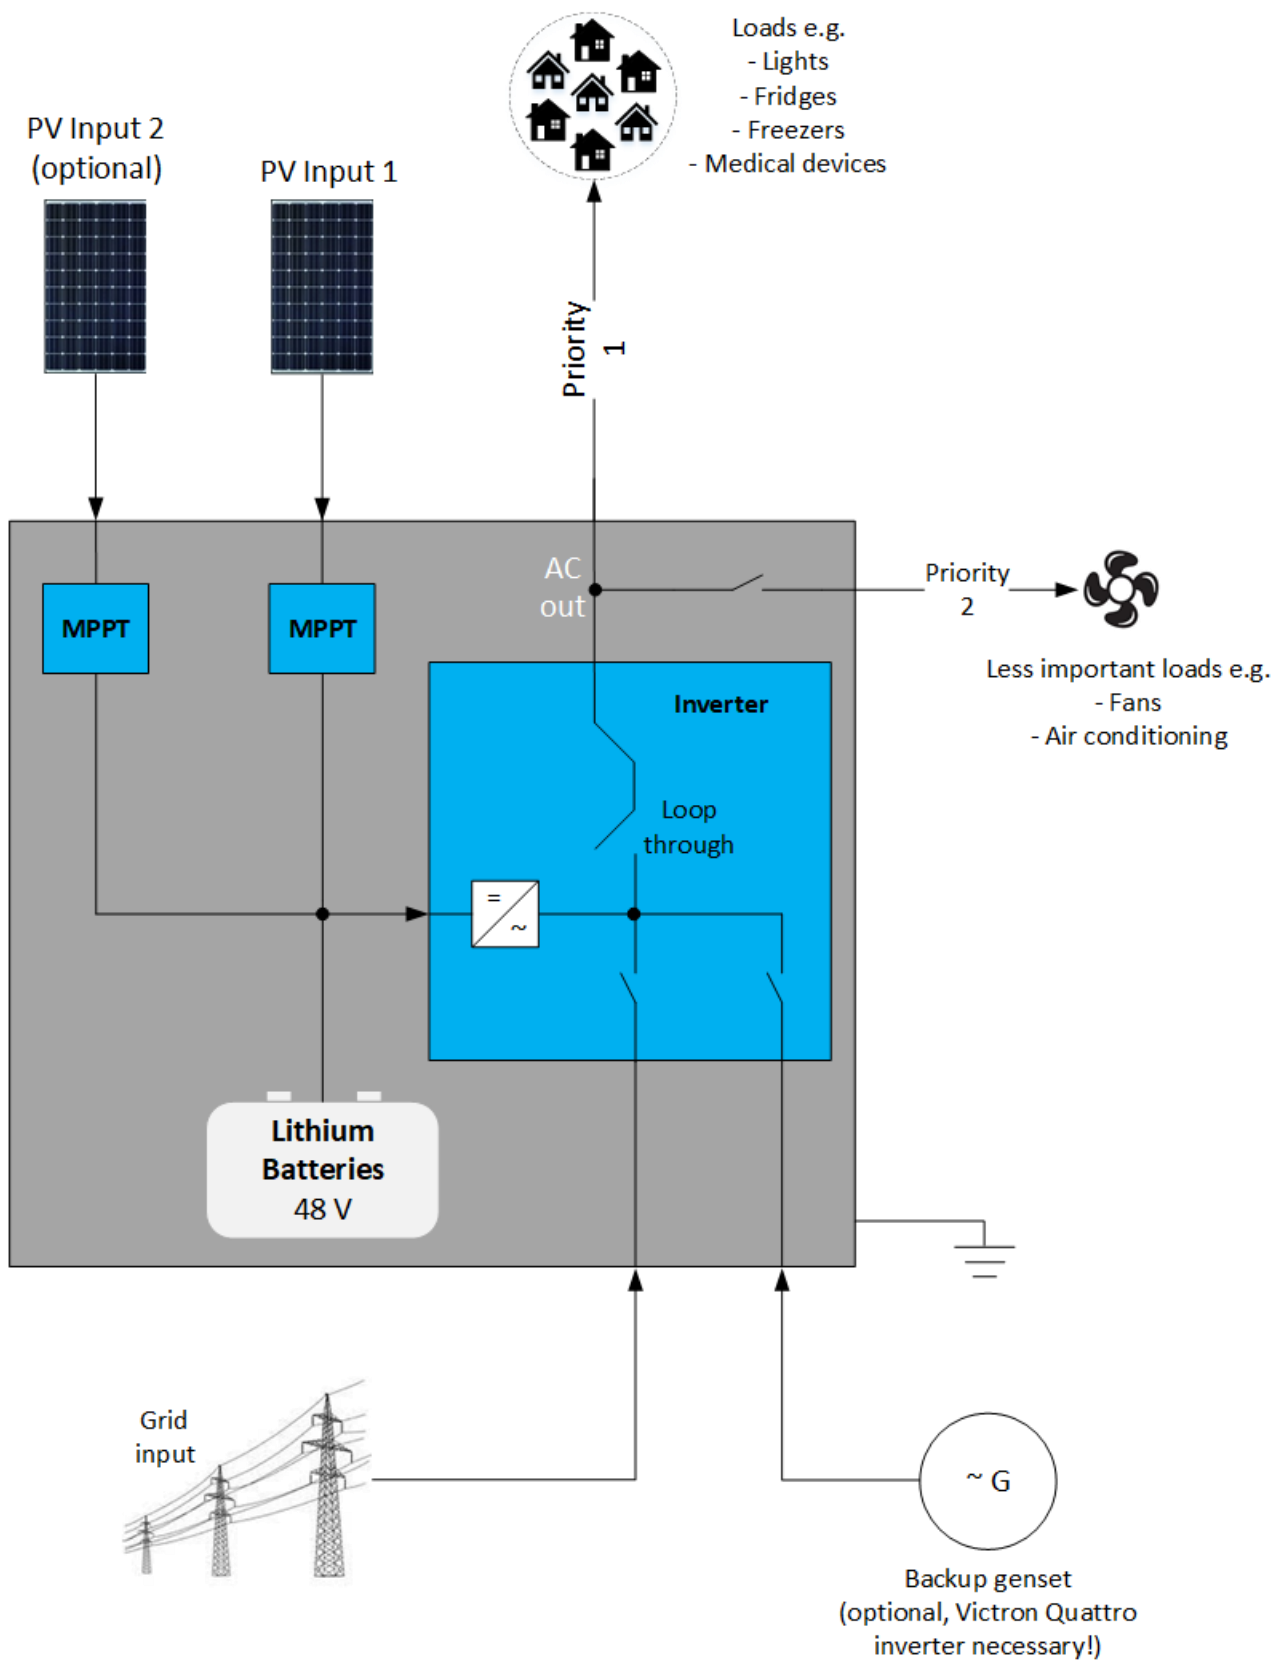 Loads e.g.
- Lights
- Fridges
- Freezers
- Medical devices
PV Input 2
(optional)
PV Input 1
Priority
1
AC
out
Priority
2
MPPT
MPPT
Less important loads e.g.
- Fans
- Air conditioning
Inverter
Loop
through
=
~
Lithium
Batteries
48 V
Grid
input
~ G
Backup genset
(optional, Victron Quattro
inverter necessary!)